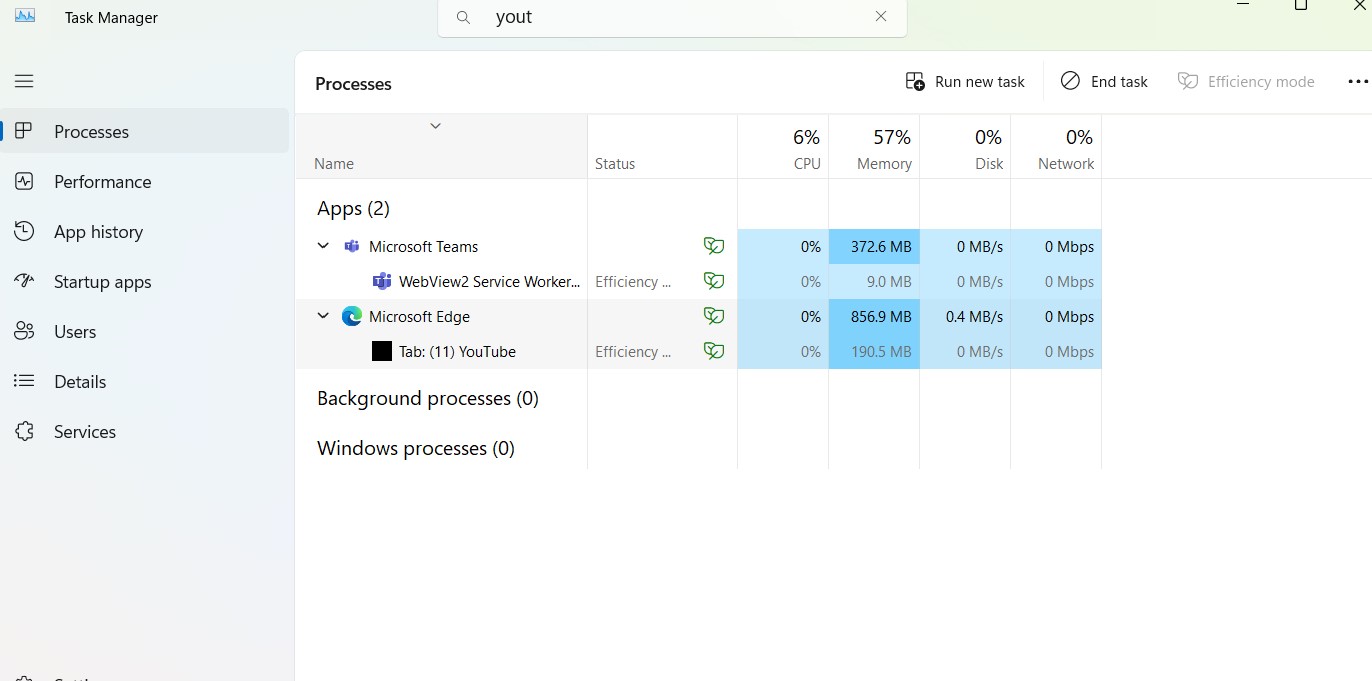 Task Manager
yout
Processes
Performance
App history
Startup apps
Users
Details
Services
Processes
Run new task
End task
Efficiency mode
Name Status 6% CPU 57% Memory 0% Disk 0% Network
Apps (2)
Microsoft Teams 0% 372.6 MB 0 MB/s 0 Mbps
WebView2 Service Worker... Efficiency ... 0% 9.0 MB 0 MB/s 0 Mbps
Microsoft Edge 0% 856.9 MB 0.4 MB/s 0 Mbps
Tab: (11) YouTube Efficiency ... 0% 190.5 MB 0 MB/s 0 Mbps
Background processes (0)
Windows processes (0)